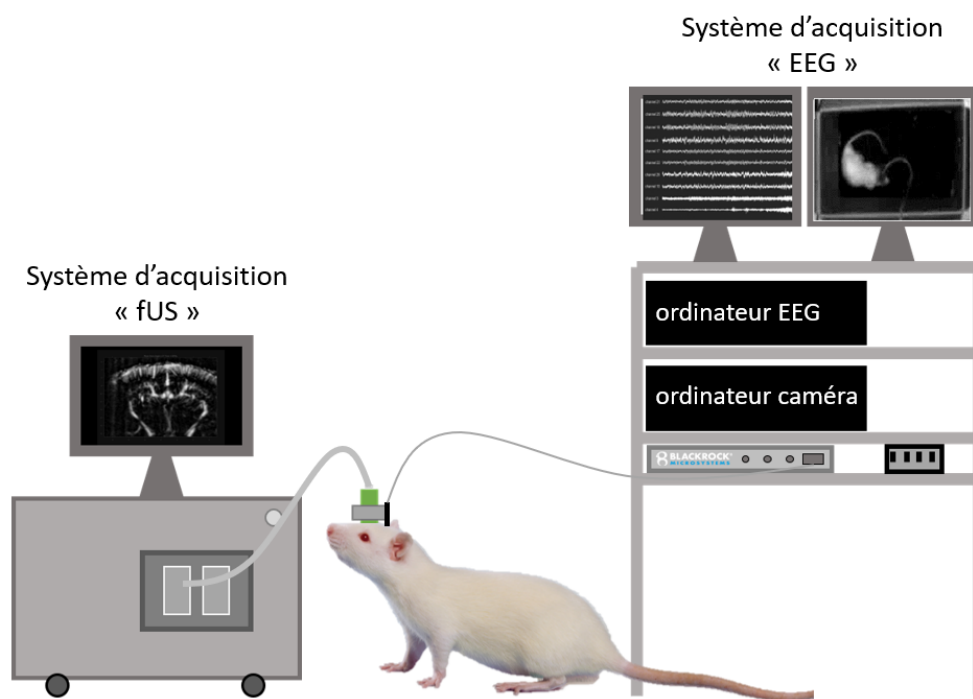 Système d’acquisition
« EEG »
Système d’acquisition
« fUS »
ordinateur EEG
ordinateur caméra
BLACKROCK
MICROSYSTEMS